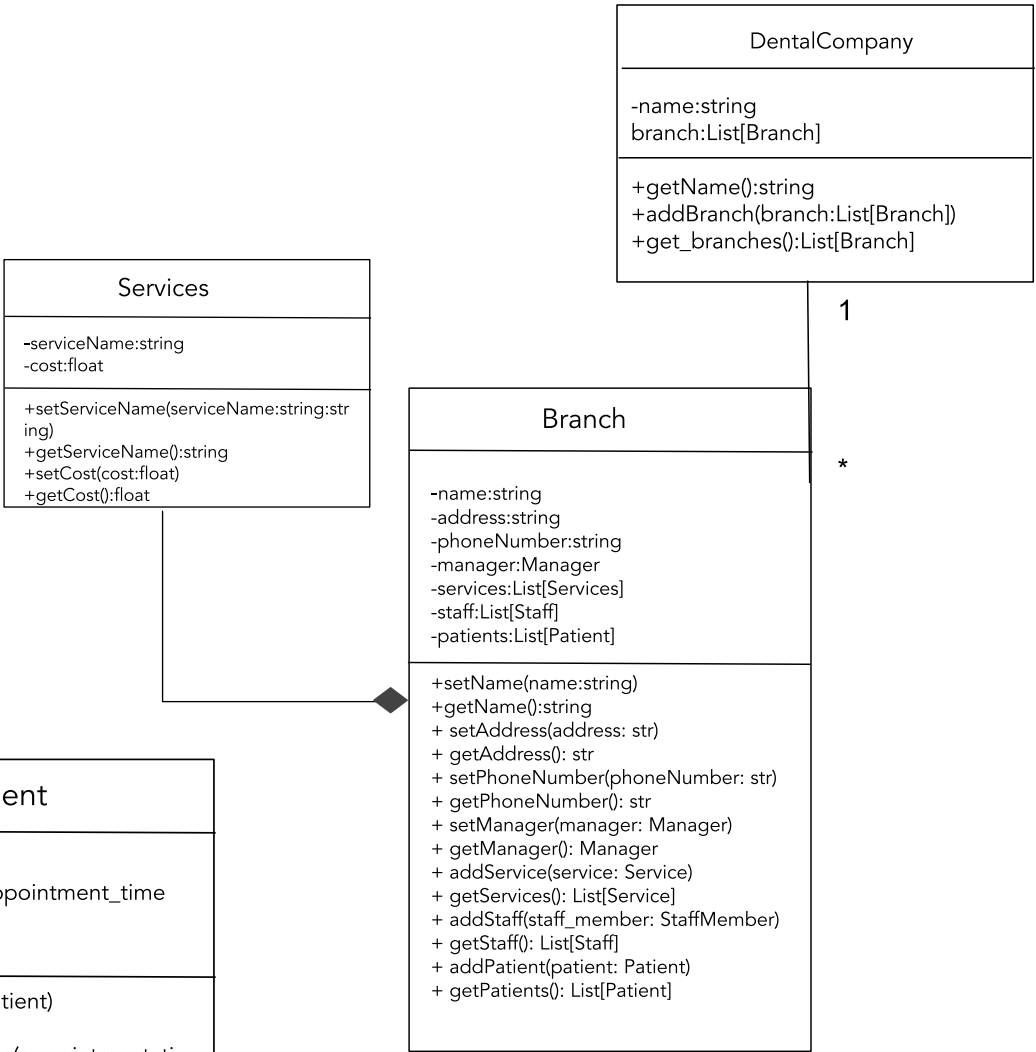 DentalCompany
-name:string
branch:List[Branch]
+getName():string
+addBranch(branch:List[Branch])
+get_branches():List[Branch]
1
*
Services
-serviceName:string
-cost:float
+setServiceName(serviceName:string:str
ing)
+getServiceName():string
+setCost(cost:float)
+getCost():float
Branch
-name:string
-address:string
-phoneNumber:string
-manager:Manager
-services:List[Services]
-staff:List[Staff]
-patients:List[Patient]
+setName(name:string)
+getName():string
+ setAddress(address: str)
+ getAddress(): str
+ setPhoneNumber(phoneNumber: str)
+ getPhoneNumber(): str
+ setManager(manager: Manager)
+ getManager(): Manager
+ addService(service: Service)
+ getServices(): List[Service]
+ addStaff(staff_member: StaffMember)
+ getStaff(): List[Staff]
+ addPatient(patient: Patient)
+ getPatients(): List[Patient]
ent
ppointment_time
tient)